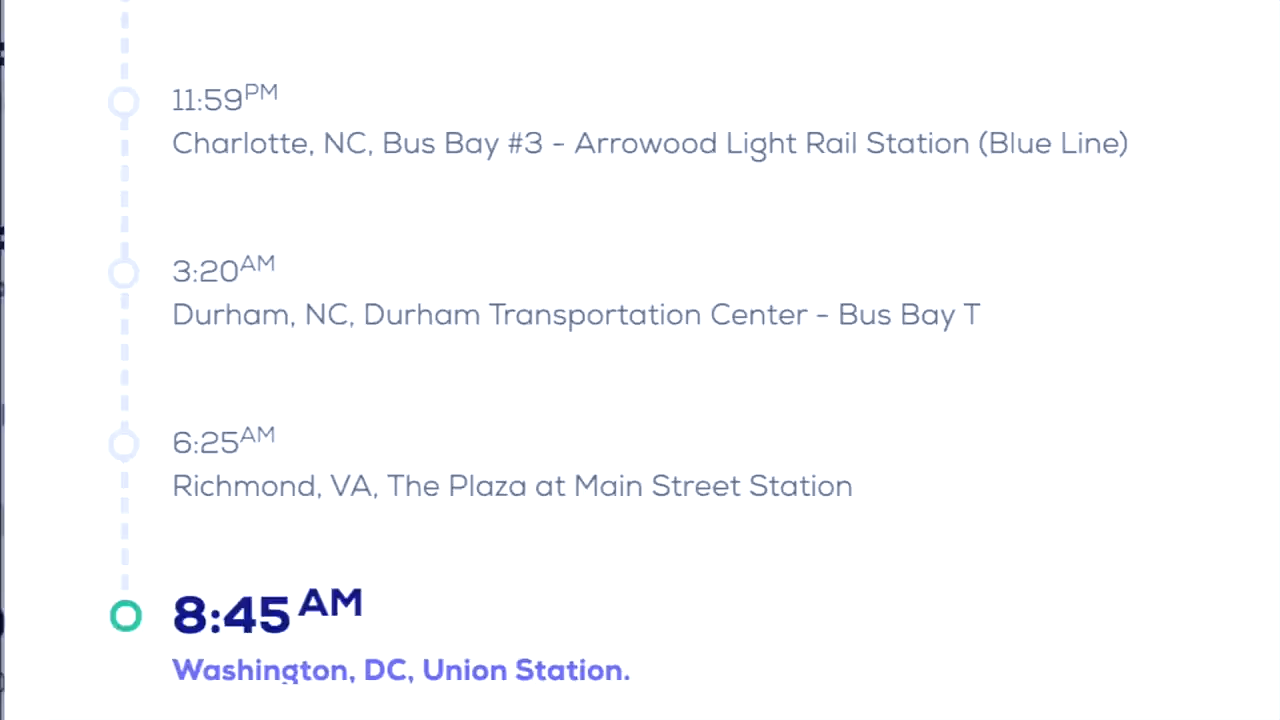 11:59PM
Charlotte, NC, Bus Bay #3 - Arrowood Light Rail Station (Blue Line)
3:20AM
Durham, NC, Durham Transportation Center - Bus Bay T
6:25AM
Richmond, VA, The Plaza at Main Street Station
8:45 AM
Washington, DC, Union Station.